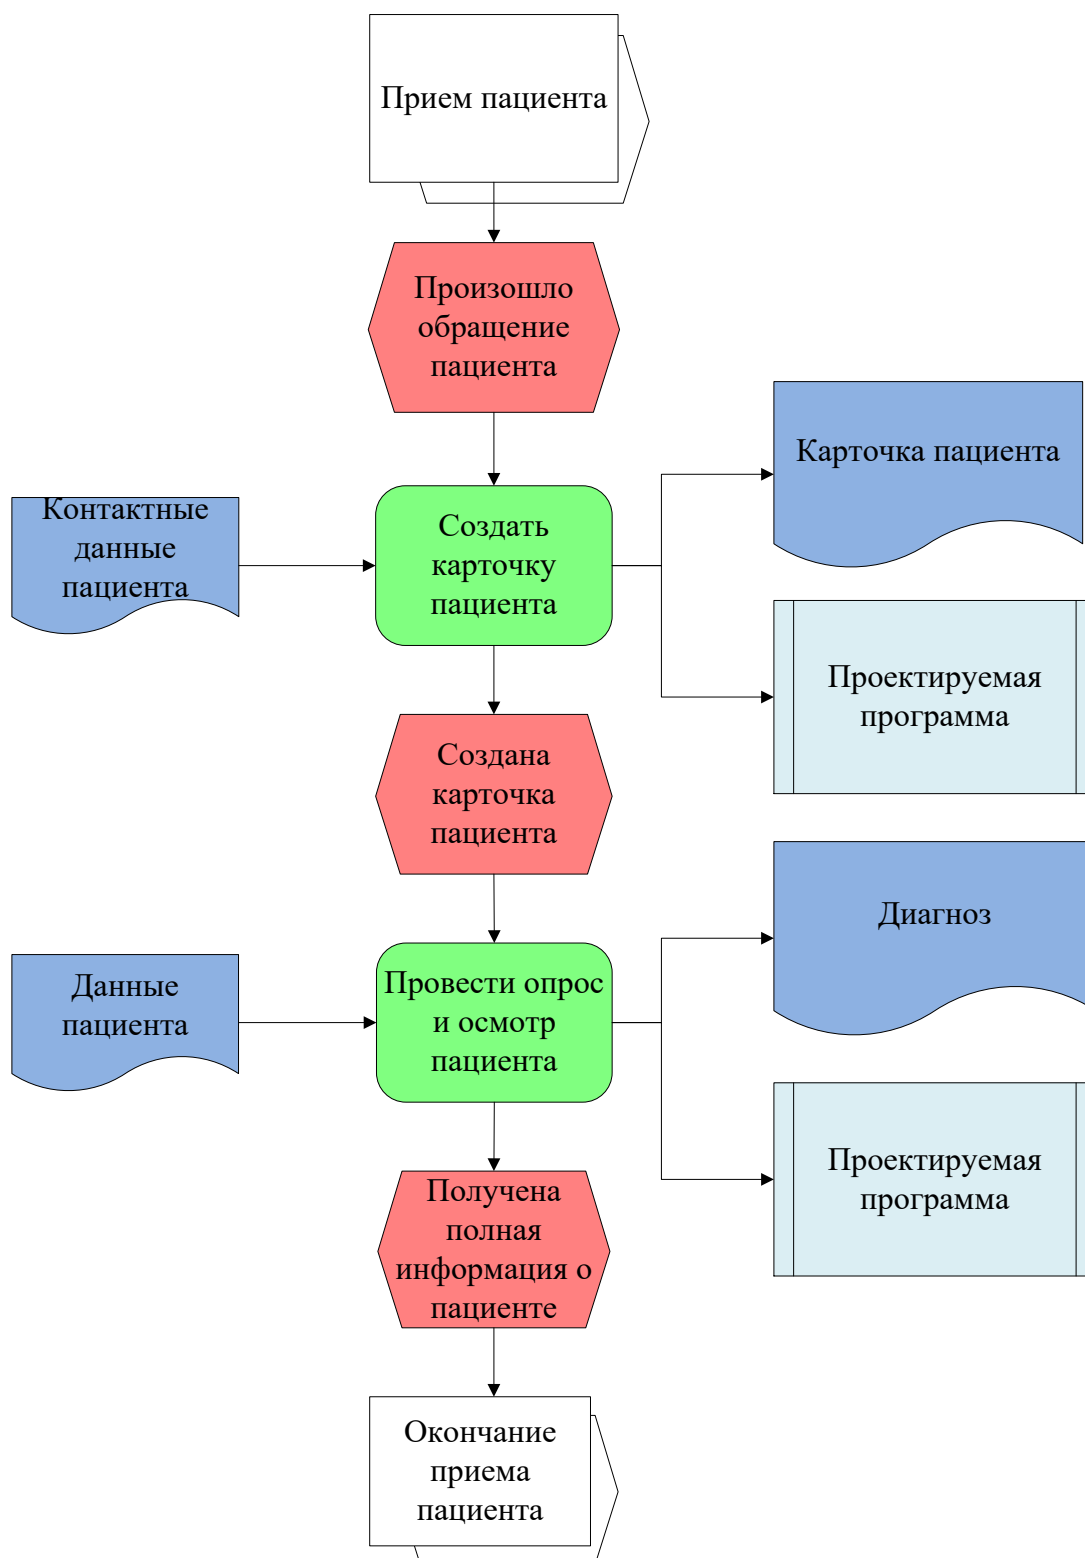 Прием пациента
Произошло
обращение
пациента
Карточка пациента
Контактные
данные
пациента
Создать
карточку
пациента
Проектируемая
программа
Создана
карточка
пациента
Диагноз
Данные
пациента
Провести опрос
и осмотр
пациента
Проектируемая
программа
Получена
полная
информация о
пациенте
Окончание
приема
пациента